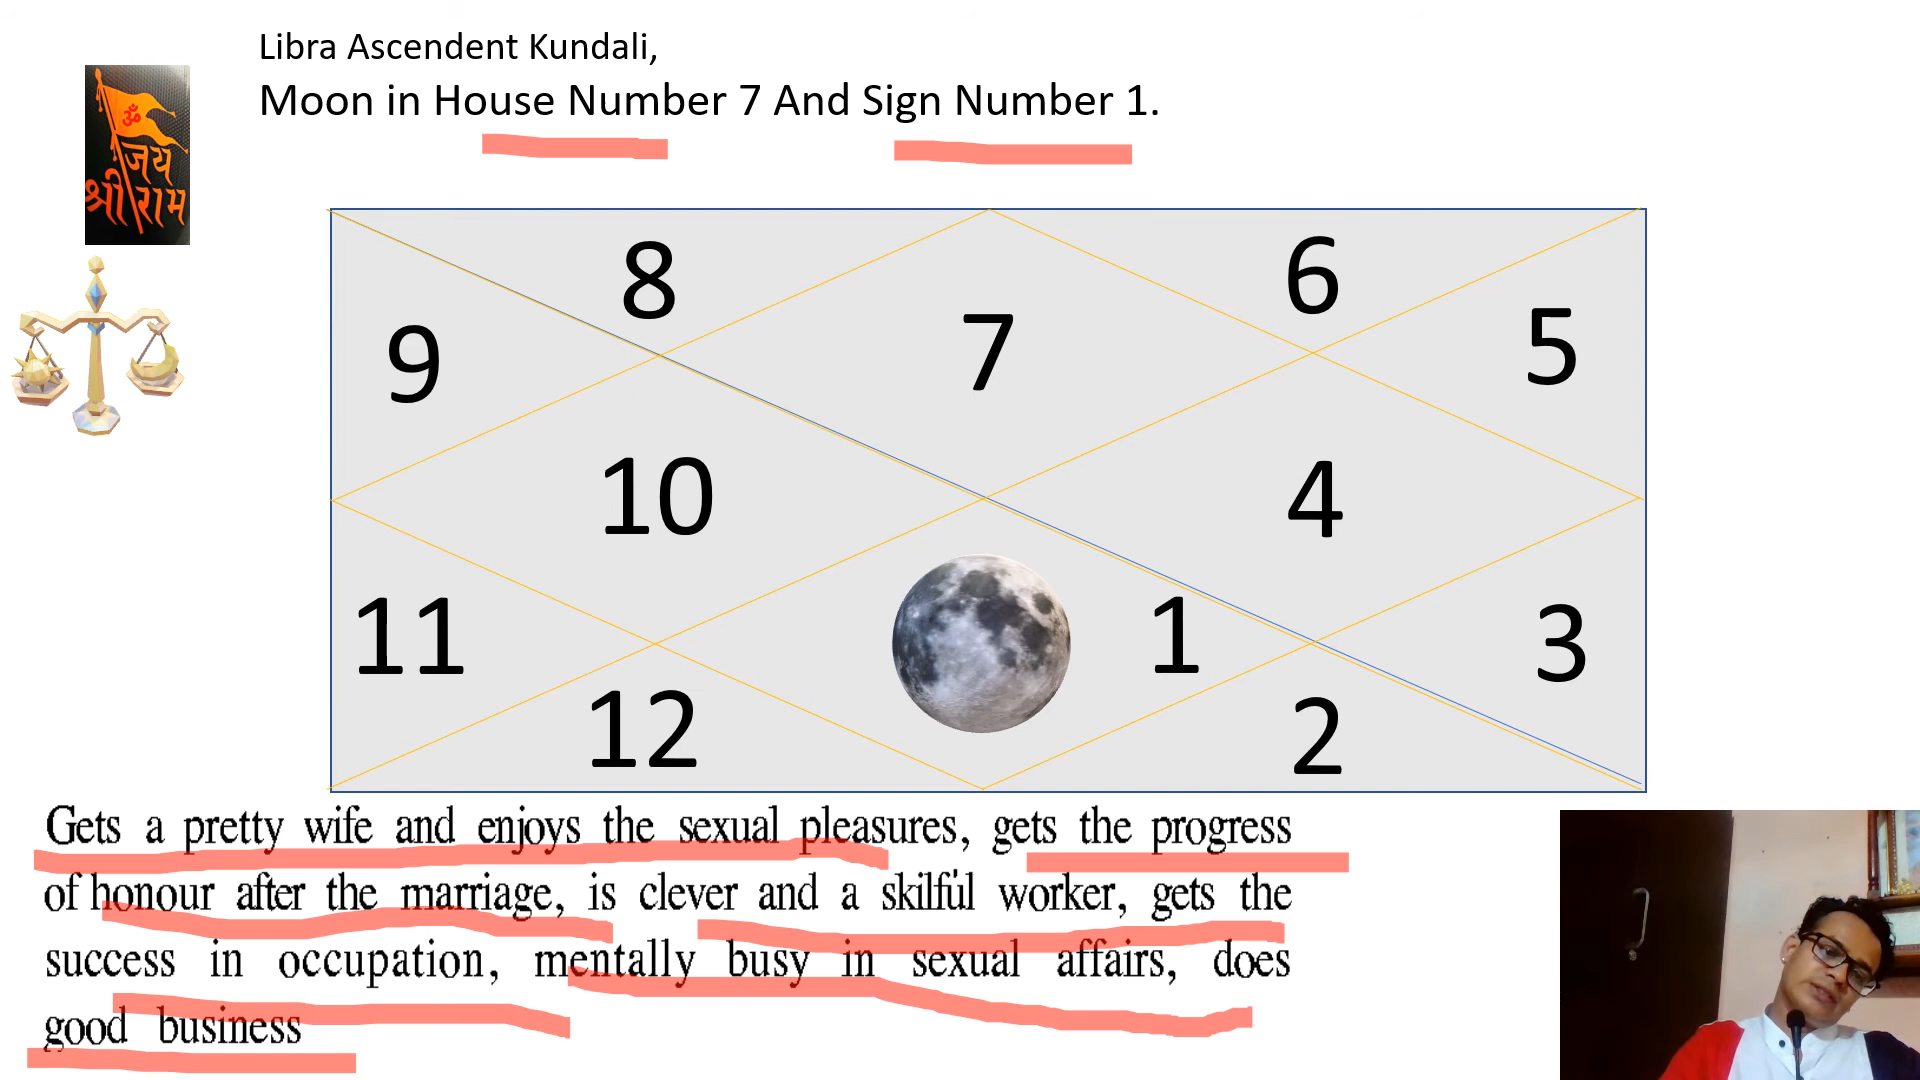 Libra Ascendent Kundali,
Moon in House Number 7 And Sign Number 1.
ॐ
जय
श्री राम
8
6
9
7
5
10
4
11
1
3
12
2
Gets a pretty wife and enjoys the sexual pleasures, gets the progress
of honour after the marriage, is clever and a skilful worker, gets the
success in occupation, mentally busy in sexual affairs, does
good business